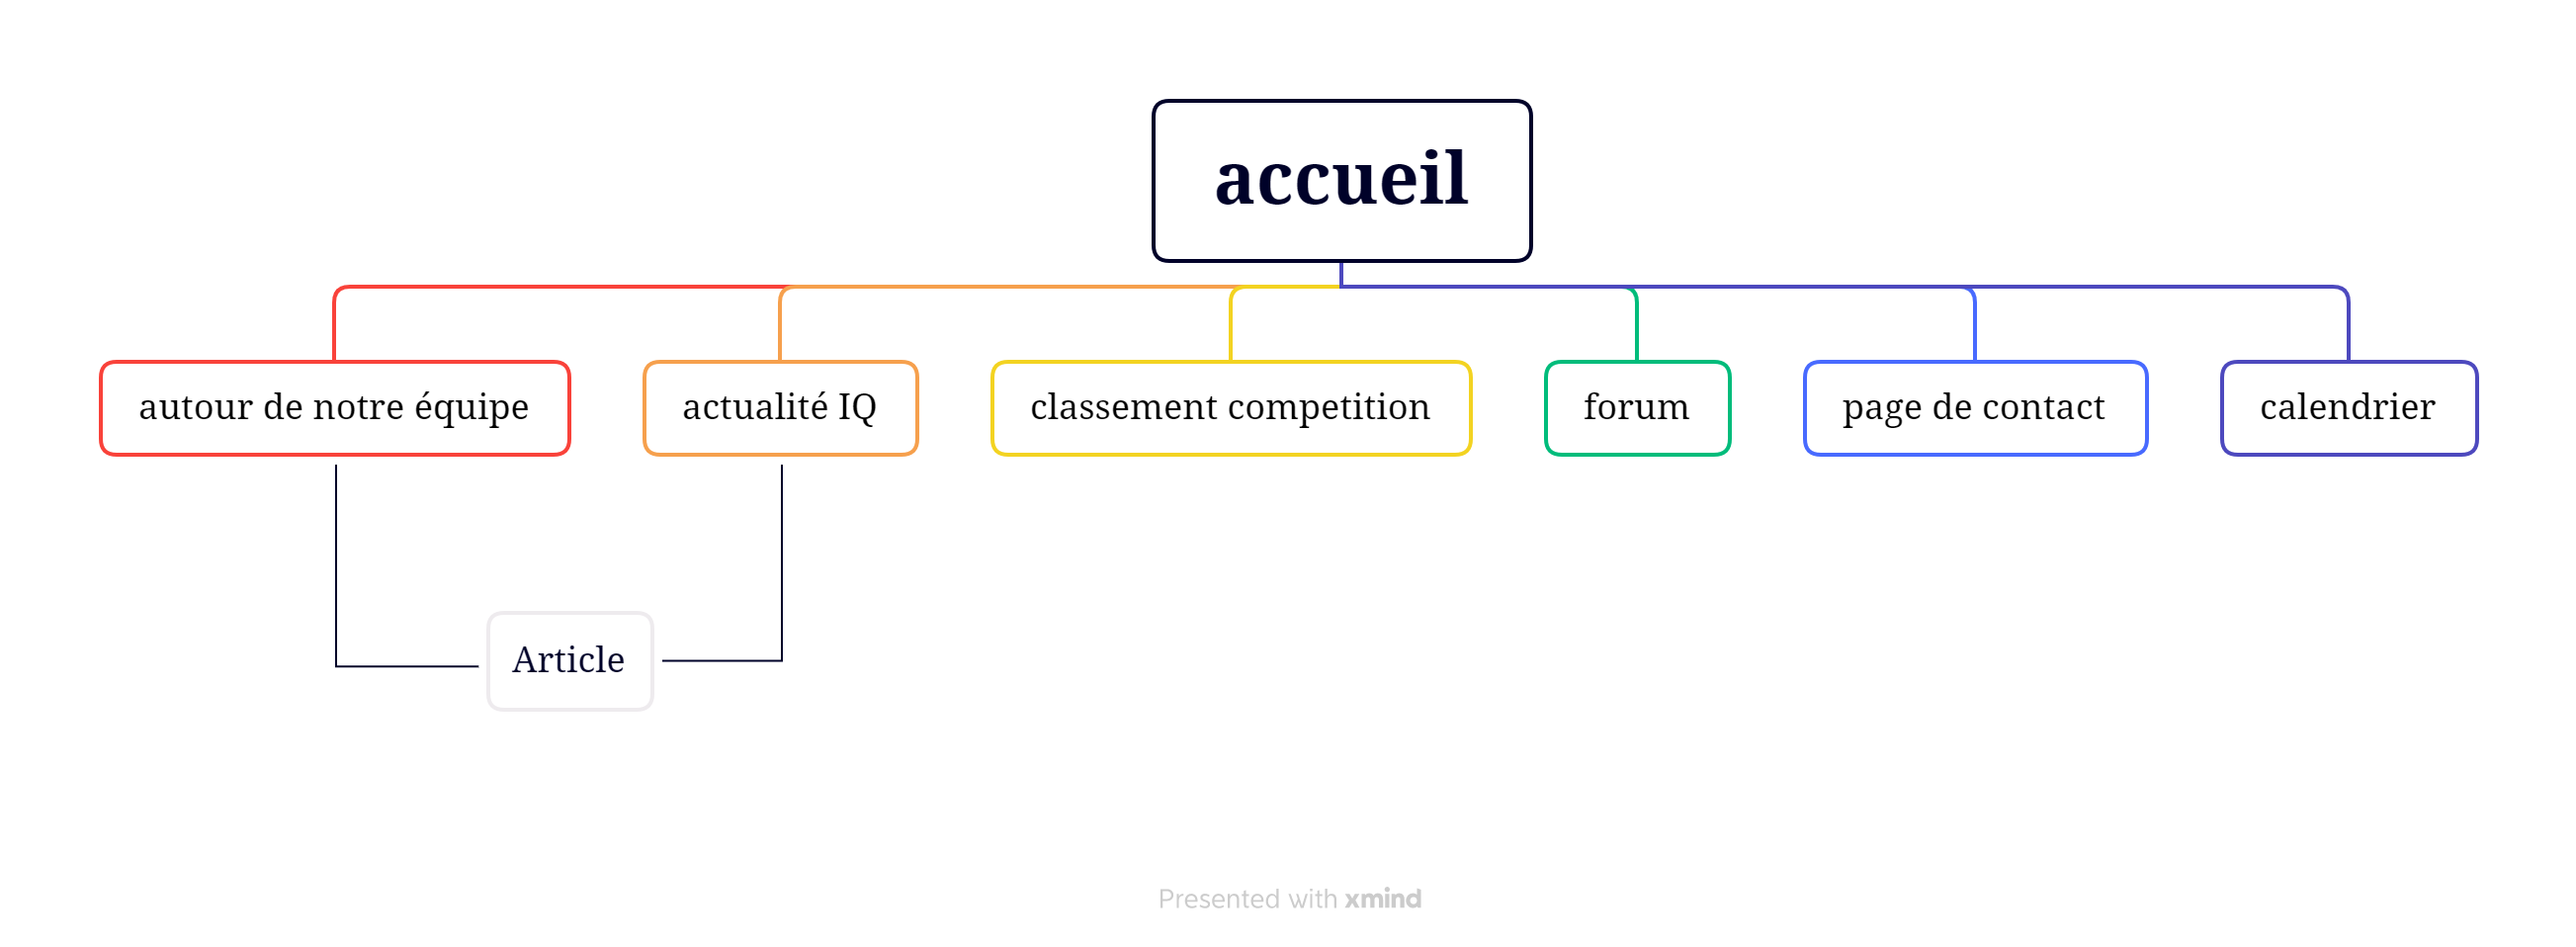 accueil
autour de notre équipe
actualité IQ
classement competition
forum
page de contact
calendrier
Article
Presented with xmind